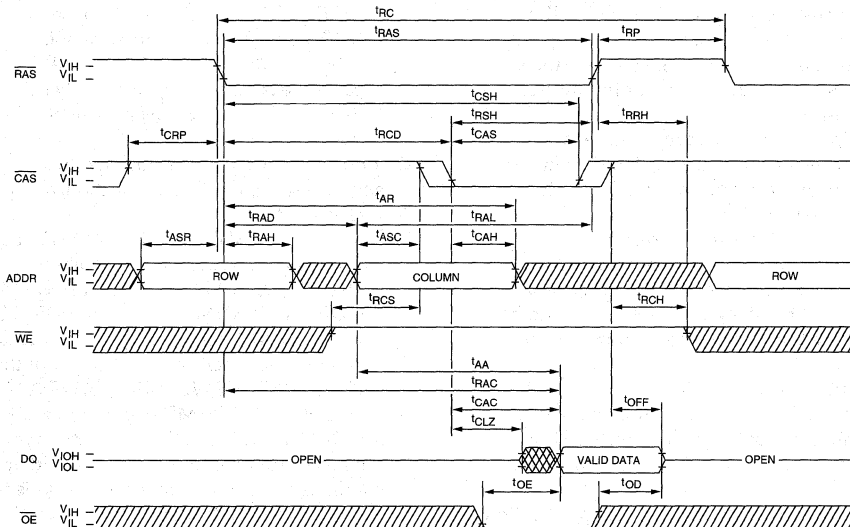 tRC
tRAS
tRP
RAS
VIH
VIL
tCSH
tRSH
tRRH
tCRP
tRCD
tCAS
CAS
VIH
VIL
tAR
tRAD
tRAL
tASR
tRAH
tASC
tCAH
ADDR
VIH
VIL
ROW
COLUMN
ROW
tRCS
tRCH
WE
VIH
VIL
tAA
tRAC
tCAC
tOFF
tCLZ
DQ
VIOH
VIOL
OPEN
VALID DATA
OPEN
tOE
tOD
OE
VIH
VIL